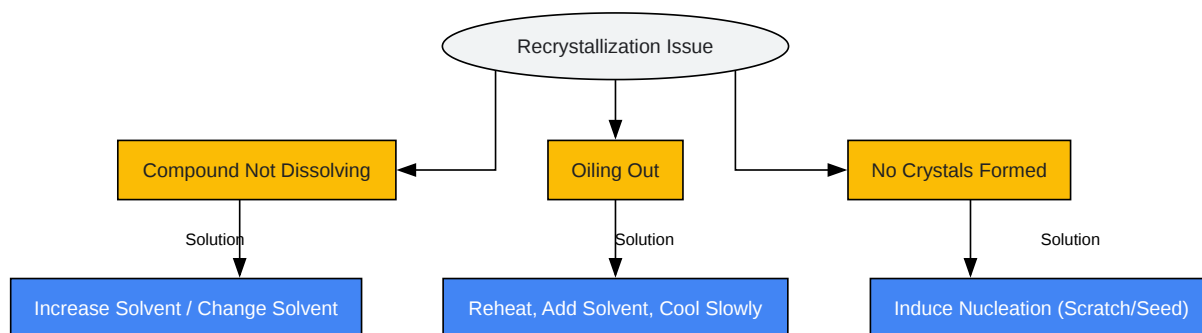 Recrystallization Issue
Compound Not Dissolving
Oiling Out
No Crystals Formed
Solution
Solution
Solution
Increase Solvent / Change Solvent
Reheat, Add Solvent, Cool Slowly
Induce Nucleation (Scratch/Seed)